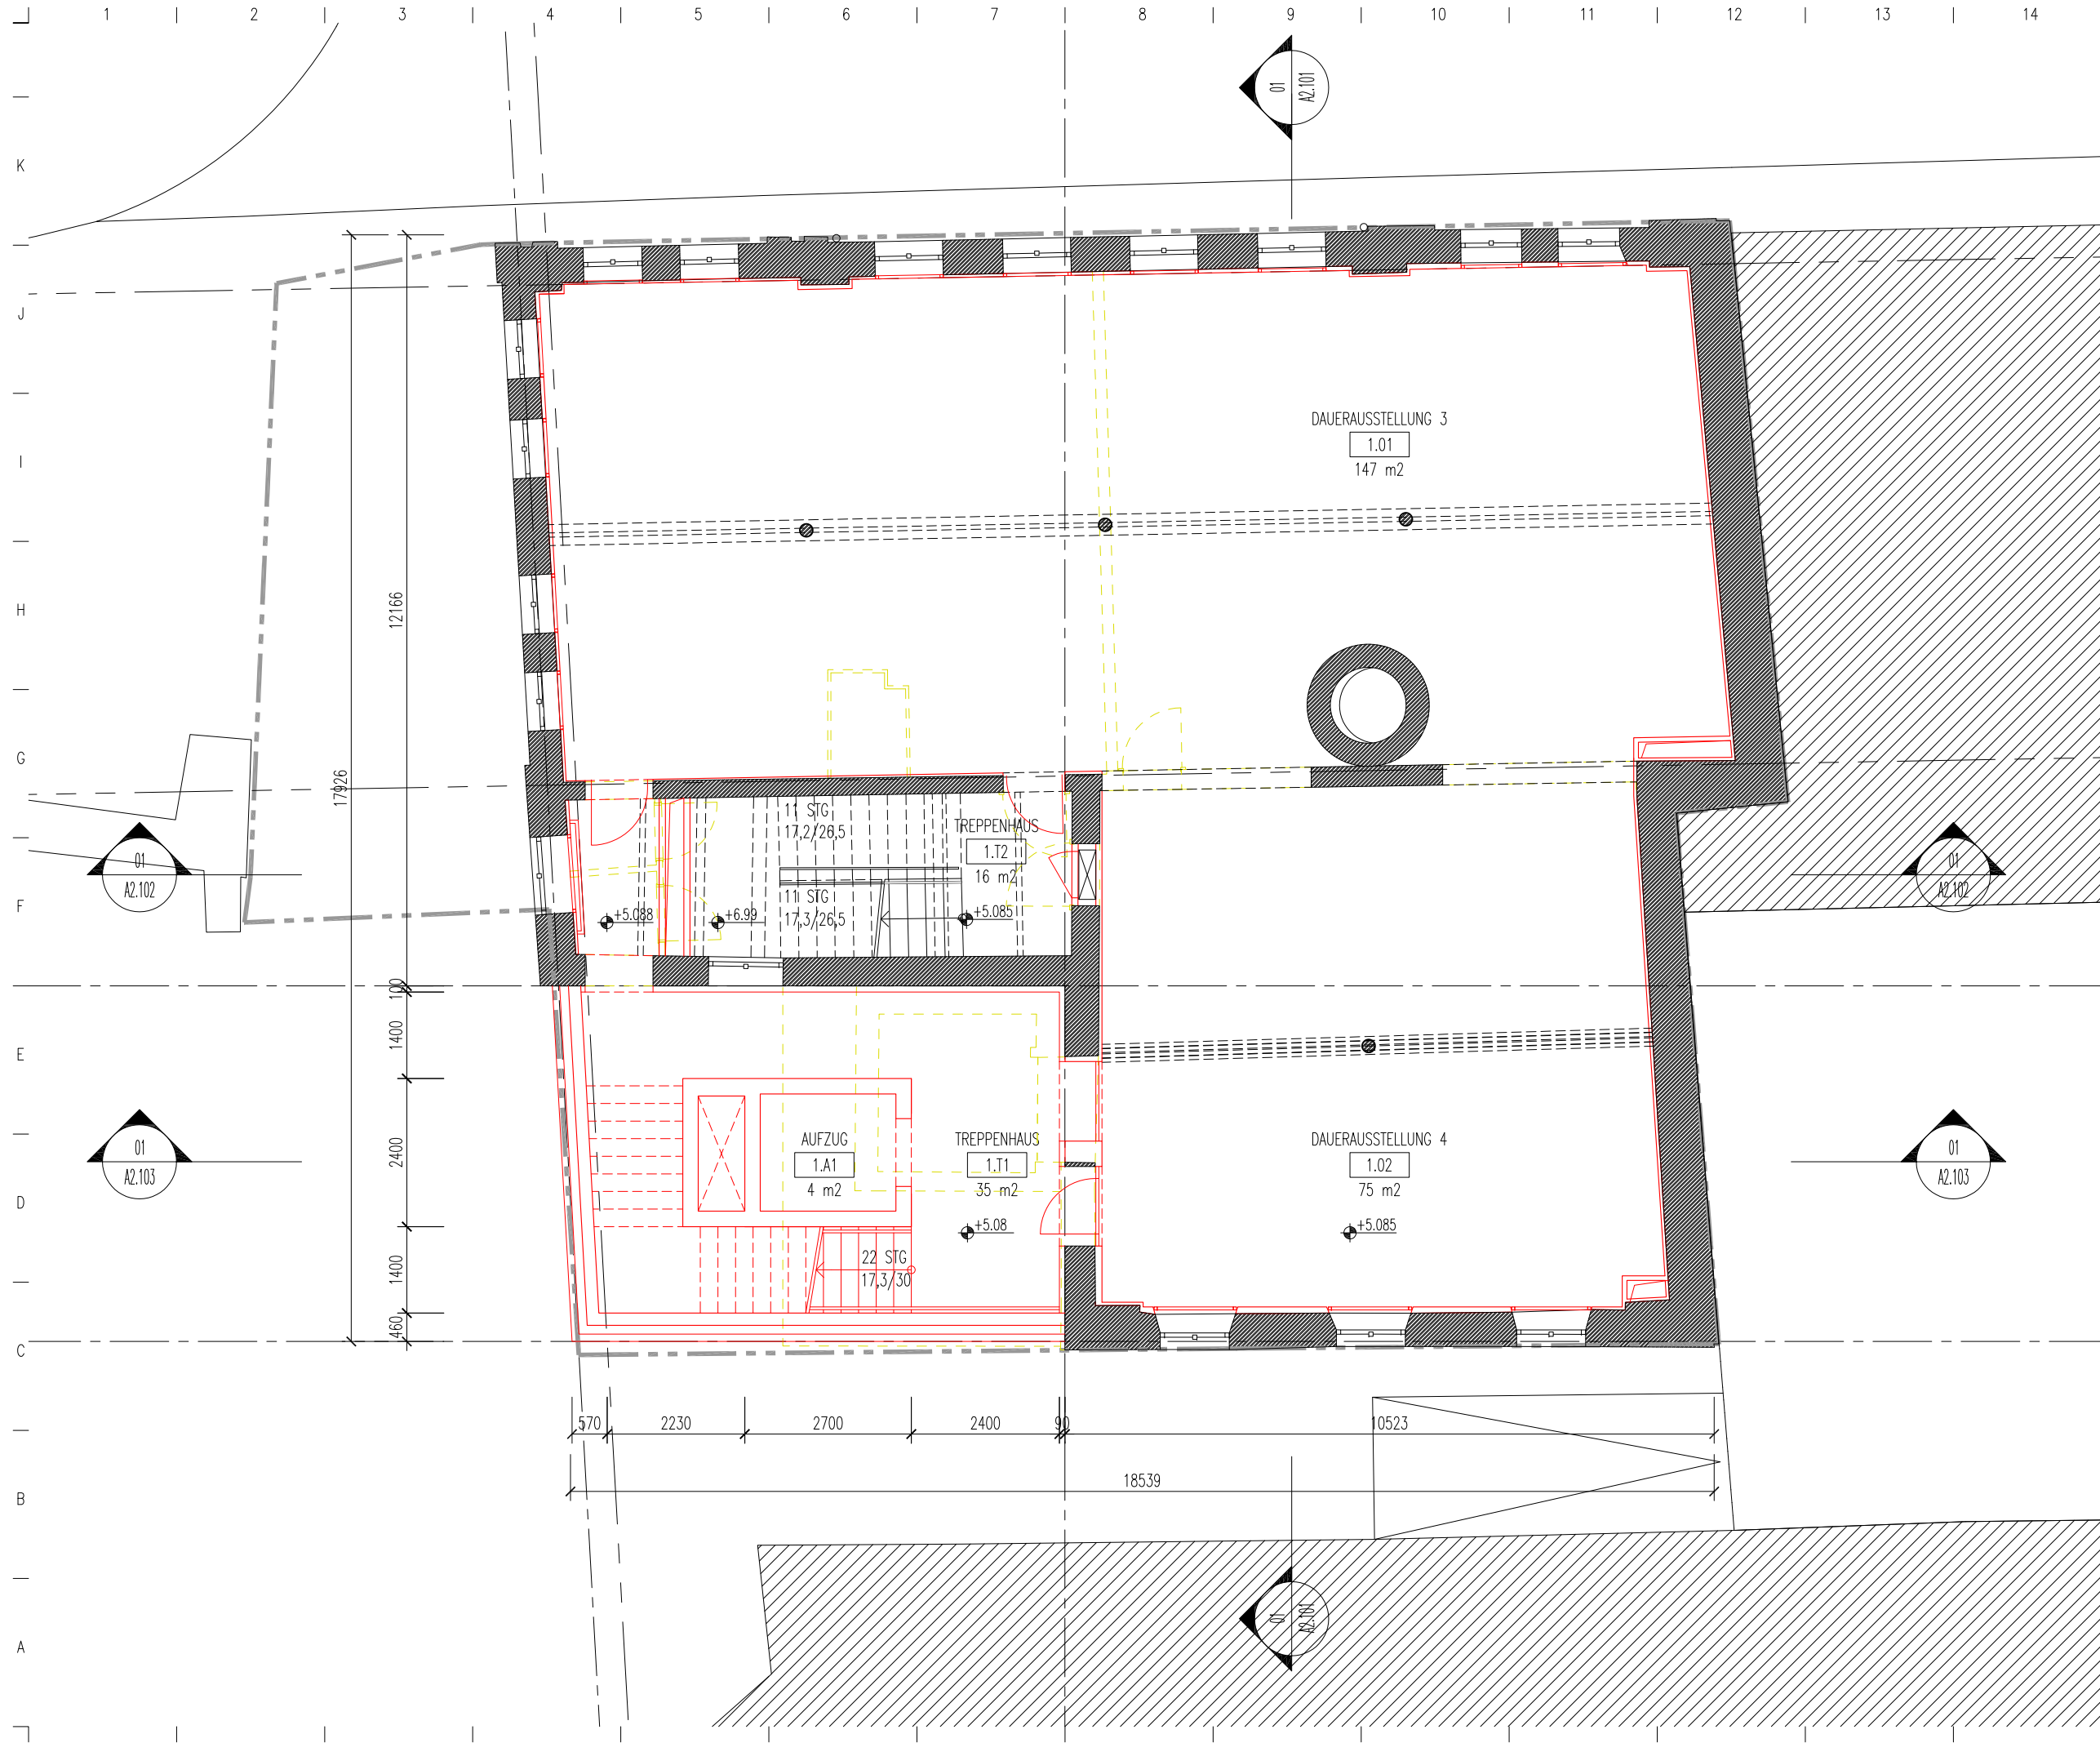 1 2 3 4 5 6 7 8 9 10 11 12 13 14
01
A2.101
K
J
I
H
G
F
E
D
C
B
A
DAUERAUSSTELLUNG 3
1.01
147 m2
12166
17926
100
1400
2400
1400
460
11 STG
17,2/26,5
TREPPENHAUS
1.T2
16 m2
11 STG
17,3/26,5
+5.088
+6.99
+5.085
01
A2.102
01
A2.102
01
A2.103
01
A2.103
AUFZUG
1.A1
4 m2
TREPPENHAUS
1.T1
35 m2
+5.08
DAUERAUSSTELLUNG 4
1.02
75 m2
+5.085
22 STG
17,3/30
570 2230 2700 2400 90 10523
18539
01
A2.101